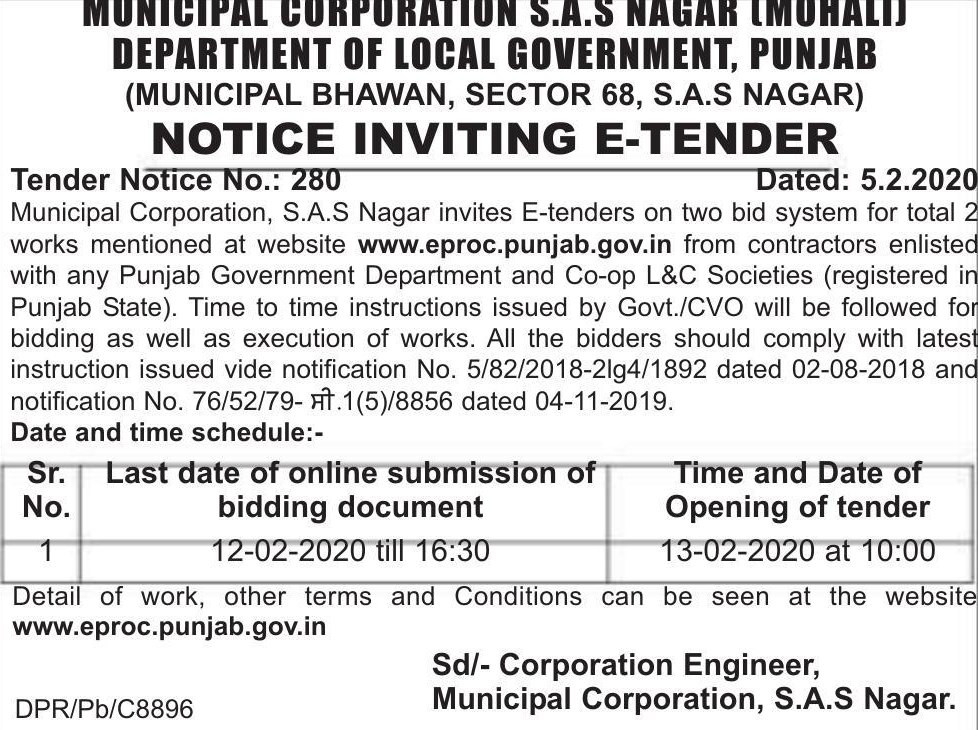 MUNICIPAL CORPORATION S.A.S NAGAR (MOHALI)
DEPARTMENT OF LOCAL GOVERNMENT, PUNJAB
(MUNICIPAL BHAWAN, SECTOR 68, S.A.S NAGAR)
NOTICE INVITING E-TENDER
Tender Notice No.: 280 Dated: 5.2.2020
Municipal Corporation, S.A.S Nagar invites E-tenders on two bid system for total 2
works mentioned at website www.eproc.punjab.gov.in from contractors enlisted
with any Punjab Government Department and Co-op L&C Societies (registered in
Punjab State). Time to time instructions issued by Govt./CVO will be followed for
bidding as well as execution of works. All the bidders should comply with latest
instruction issued vide notification No. 5/82/2018-2lg4/1892 dated 02-08-2018 and
notification No. 76/52/79- ਸੀ.1(5)/8856 dated 04-11-2019.
Date and time schedule:-
Sr. No. Last date of online submission of bidding document Time and Date of Opening of tender
1 12-02-2020 till 16:30 13-02-2020 at 10:00
Detail of work, other terms and Conditions can be seen at the website
www.eproc.punjab.gov.in
Sd/- Corporation Engineer,
Municipal Corporation, S.A.S Nagar.
DPR/Pb/C8896